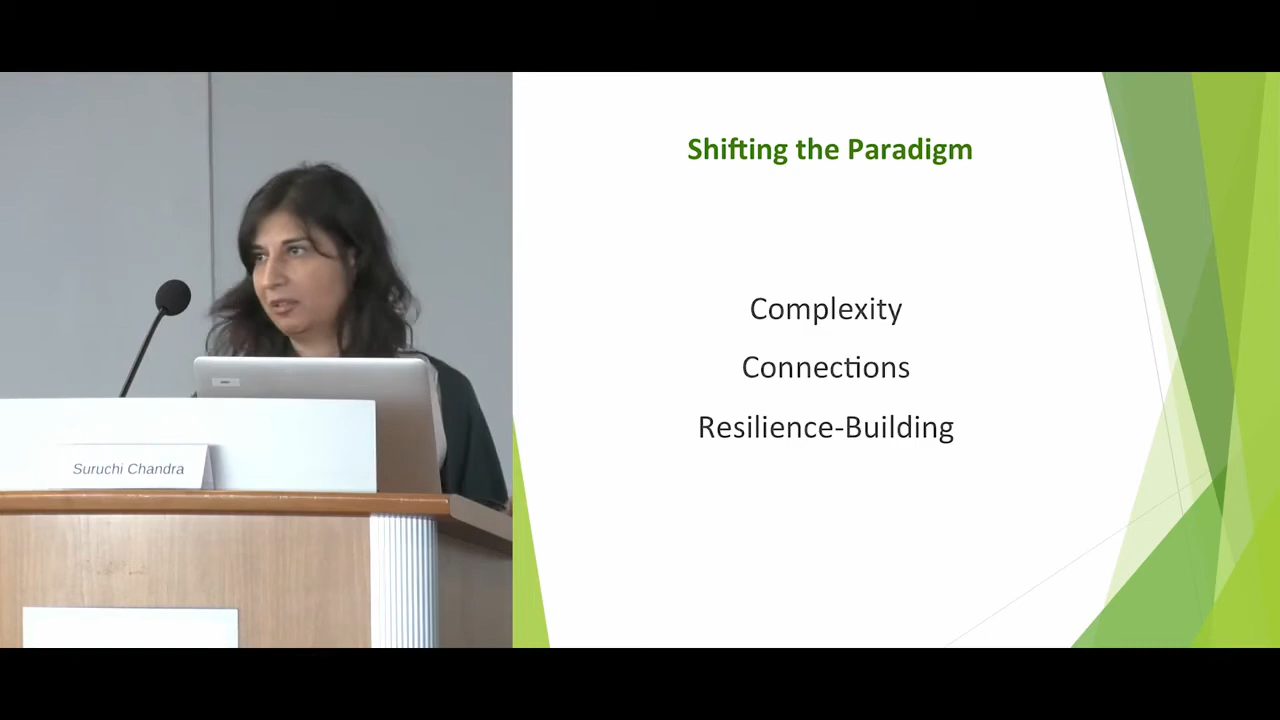 Shifting the Paradigm
Complexity
Connections
Resilience-Building
Suruchi Chandra